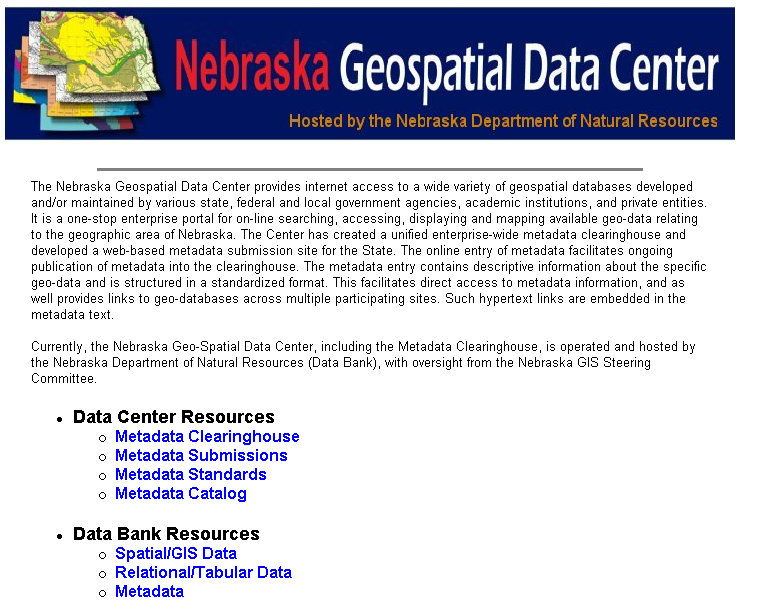 Nebraska Geospatial Data Center
Hosted by the Nebraska Department of Natural Resources
The Nebraska Geospatial Data Center provides internet access to a wide variety of geospatial databases developed
and/or maintained by various state, federal and local government agencies, academic institutions, and private entities.
It is a one-stop enterprise portal for on-line searching, accessing, displaying and mapping available geo-data relating
to the geographic area of Nebraska. The Center has created a unified enterprise-wide metadata clearinghouse and
developed a web-based metadata submission site for the State. The online entry of metadata facilitates ongoing
publication of metadata into the clearinghouse. The metadata entry contains descriptive information about the specific
geo-data and is structured in a standardized format. This facilitates direct access to metadata information, and as
well provides links to geo-databases across multiple participating sites. Such hypertext links are embedded in the
metadata text.
Currently, the Nebraska Geo-Spatial Data Center, including the Metadata Clearinghouse, is operated and hosted by
the Nebraska Department of Natural Resources (Data Bank), with oversight from the Nebraska GIS Steering
Committee.
Data Center Resources
Metadata Clearinghouse
Metadata Submissions
Metadata Standards
Metadata Catalog
Data Bank Resources
Spatial/GIS Data
Relational/Tabular Data
Metadata